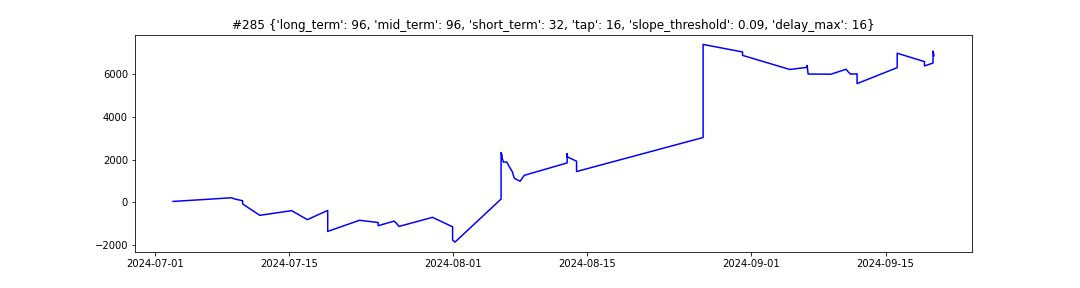 #285 {'long_term': 96, 'mid_term': 96, 'short_term': 32, 'tap': 16, 'slope_threshold': 0.09, 'delay_max': 16}
6000
4000
2000
0
−2000
2024-07-01 2024-07-15 2024-08-01 2024-08-15 2024-09-01 2024-09-15